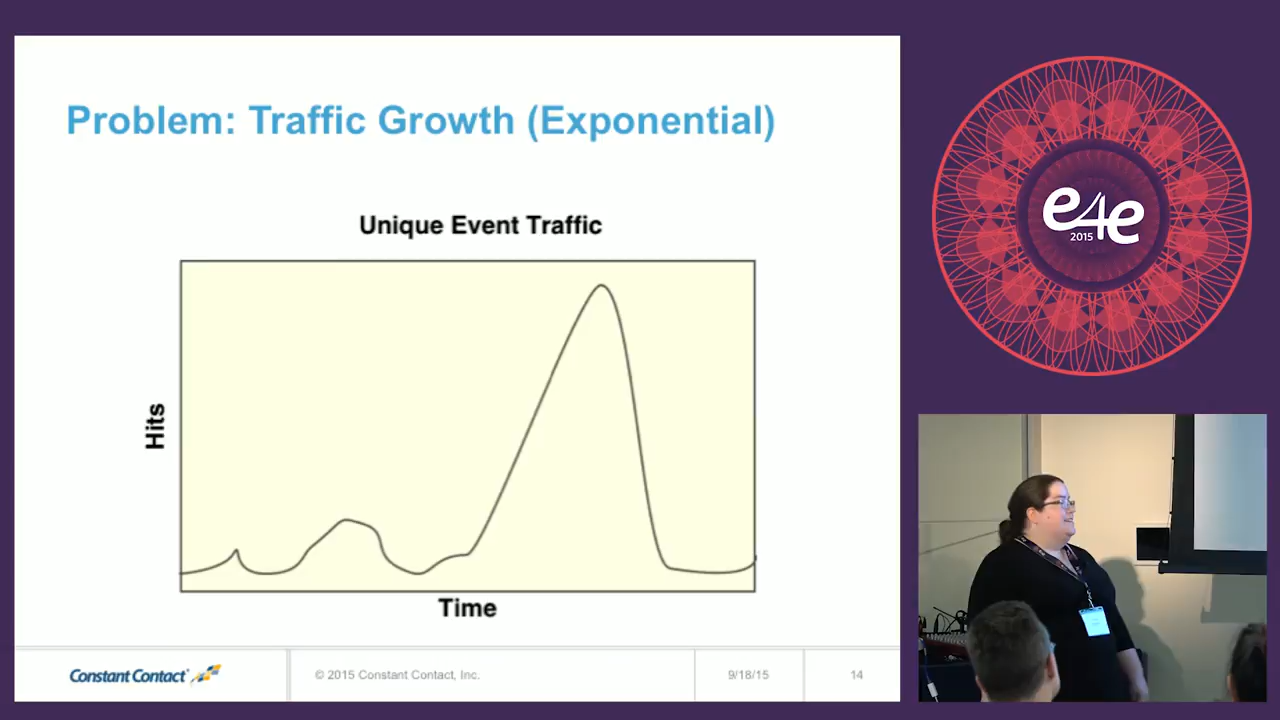 Problem: Traffic Growth (Exponential)
Unique Event Traffic
Hits
Time
Constant Contact
© 2015 Constant Contact, Inc.
9/18/15
14
e4e
2015